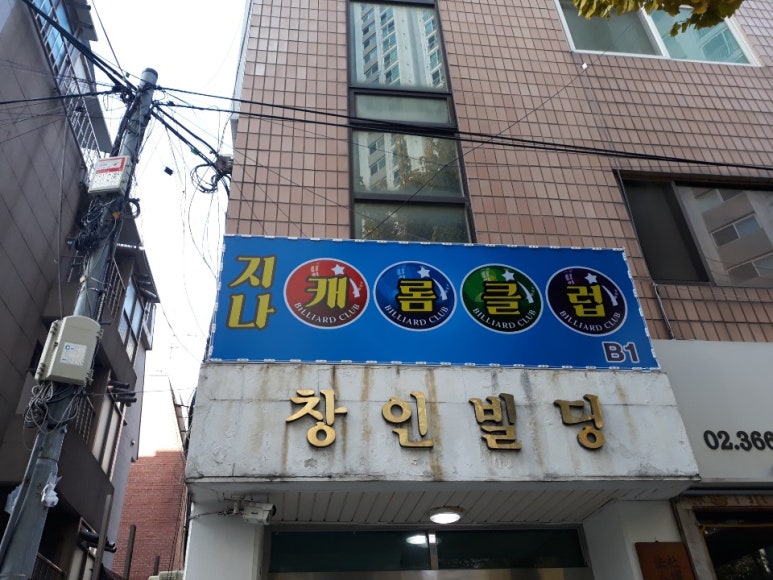 지나 캐롬클럽
BILLIARD CLUB BILLIARD CLUB BILLIARD CLUB BILLIARD CLUB
B1
창인빌딩
02.366